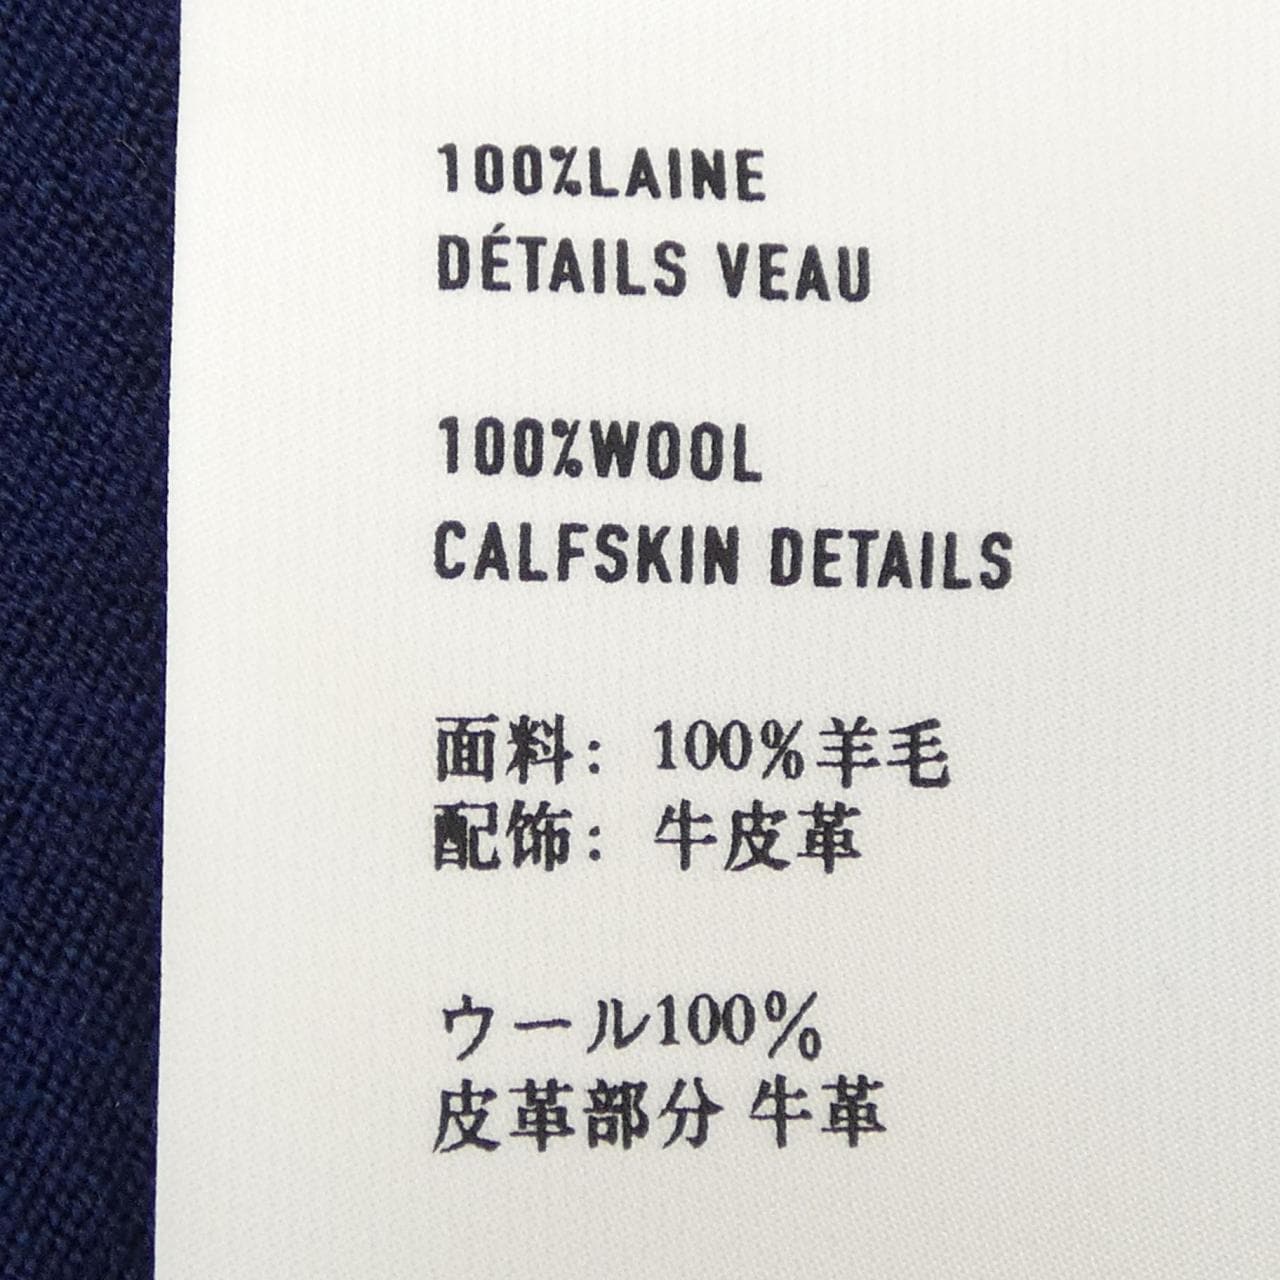 100%LAINE
DÉTAILS VEAU
100%WOOL
CALFSKIN DETAILS
面料： 100%羊毛
配饰： 牛皮革
ウール100%
皮革部分 牛革